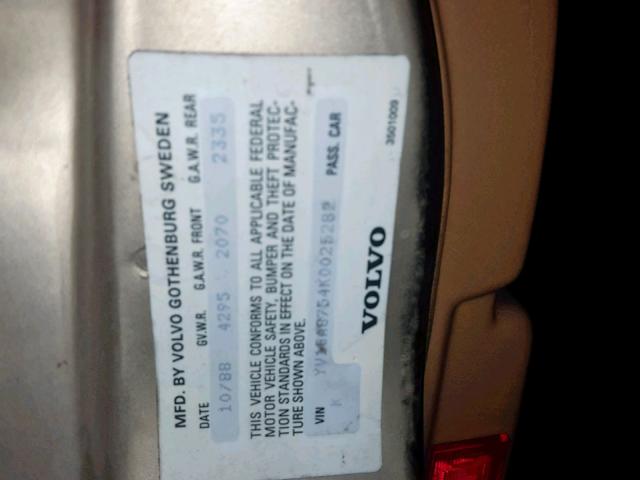 MFD. BY VOLVO GOTHENBURG SWEDEN
DATE GV.W.R. G.A.W.R. FRONT G.A.W.R. REAR
10/88 4295 2070 2335
THIS VEHICLE CONFORMS TO ALL APPLICABLE FEDERAL
MOTOR VEHICLE SAFETY, BUMPER AND THEFT PROTEC-
TION STANDARDS IN EFFECT ON THE DATE OF MANUFAC-
TURE SHOWN ABOVE.
VIN PASS. CAR
VOLVO
3501009